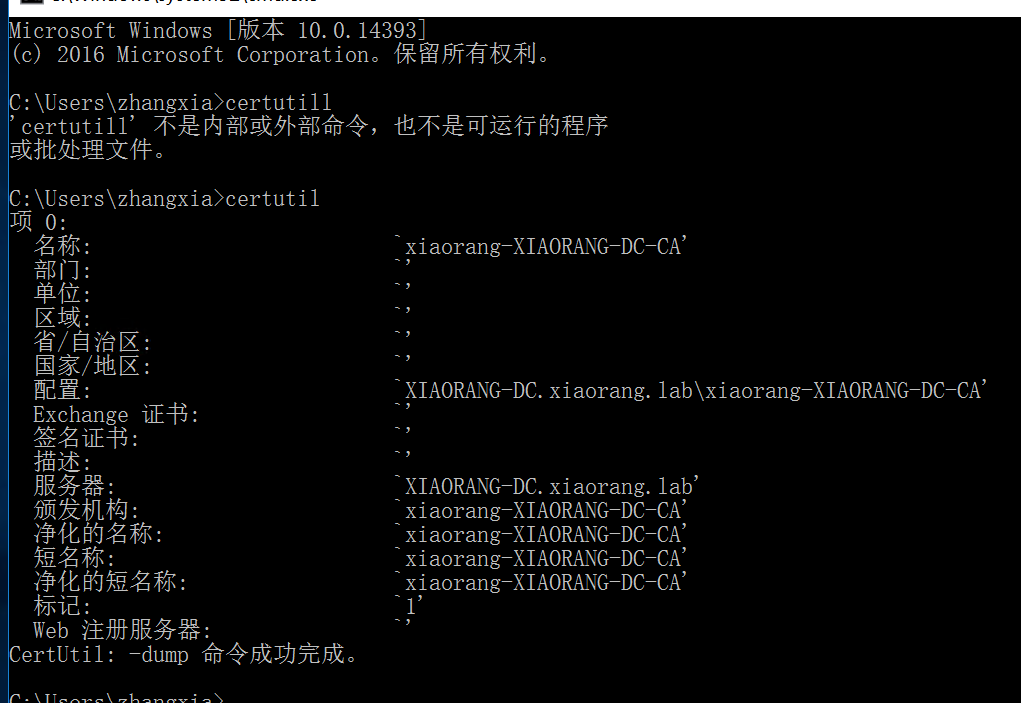 Microsoft Windows [版本 10.0.14393]
(c) 2016 Microsoft Corporation。保留所有权利。
C:\Users\zhangxia>certutill
'certutill' 不是内部或外部命令，也不是可运行的程序
或批处理文件。
C:\Users\zhangxia>certutil
项 0:
名称: `xiaorang-XIAORANG-DC-CA'
部门: `'
单位: `'
区域: `'
省/自治区: `'
国家/地区: `'
配置: `XIAORANG-DC.xiaorang.lab\xiaorang-XIAORANG-DC-CA'
Exchange 证书: `'
签名证书: `'
描述: `'
服务器: `XIAORANG-DC.xiaorang.lab'
颁发机构: `xiaorang-XIAORANG-DC-CA'
净化的名称: `xiaorang-XIAORANG-DC-CA'
短名称: `xiaorang-XIAORANG-DC-CA'
净化的短名称: `xiaorang-XIAORANG-DC-CA'
标记: `1'
Web 注册服务器: `'
CertUtil: -dump 命令成功完成。
C:\Users\zhangxia>